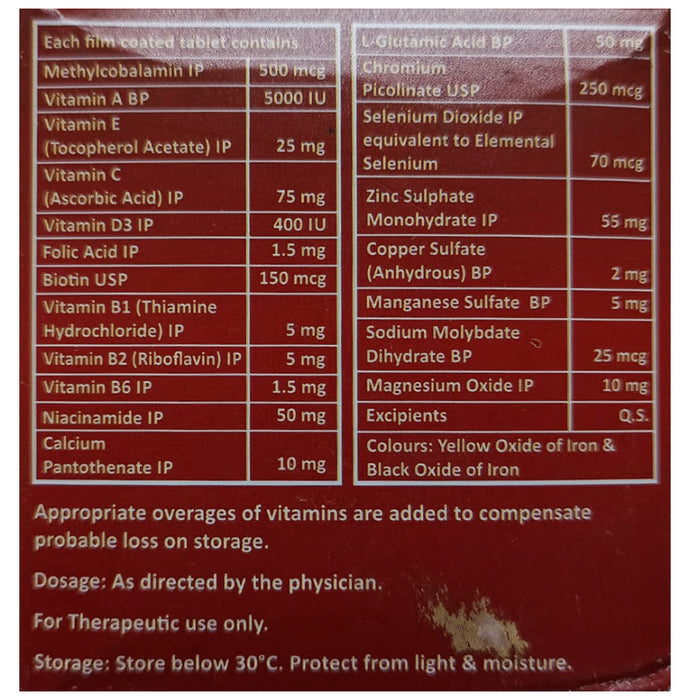 Each film coated tablet contains
Methylcobalamin IP 500 mcg
Vitamin A BP 5000 IU
Vitamin E
(Tocopherol Acetate) IP 25 mg
Vitamin C
(Ascorbic Acid) IP 75 mg
Vitamin D3 IP 400 IU
Folic Acid IP 1.5 mg
Biotin USP 150 mcg
Vitamin B1 (Thiamine
Hydrochloride) IP 5 mg
Vitamin B2 (Riboflavin) IP 5 mg
Vitamin B6 IP 1.5 mg
Niacinamide IP 50 mg
Calcium
Pantothenate IP 10 mg
L-Glutamic Acid BP 50 mg
Chromium
Picolinate USP 250 mcg
Selenium Dioxide IP
equivalent to Elemental
Selenium 70 mcg
Zinc Sulphate
Monohydrate IP 55 mg
Copper Sulfate
(Anhydrous) BP 2 mg
Manganese Sulfate BP 5 mg
Sodium Molybdate
Dihydrate BP 25 mcg
Magnesium Oxide IP 10 mg
Excipients Q.S.
Colours: Yellow Oxide of Iron &
Black Oxide of Iron
Appropriate overages of vitamins are added to compensate
probable loss on storage.
Dosage: As directed by the physician.
For Therapeutic use only.
Storage: Store below 30°C. Protect from light & moisture.